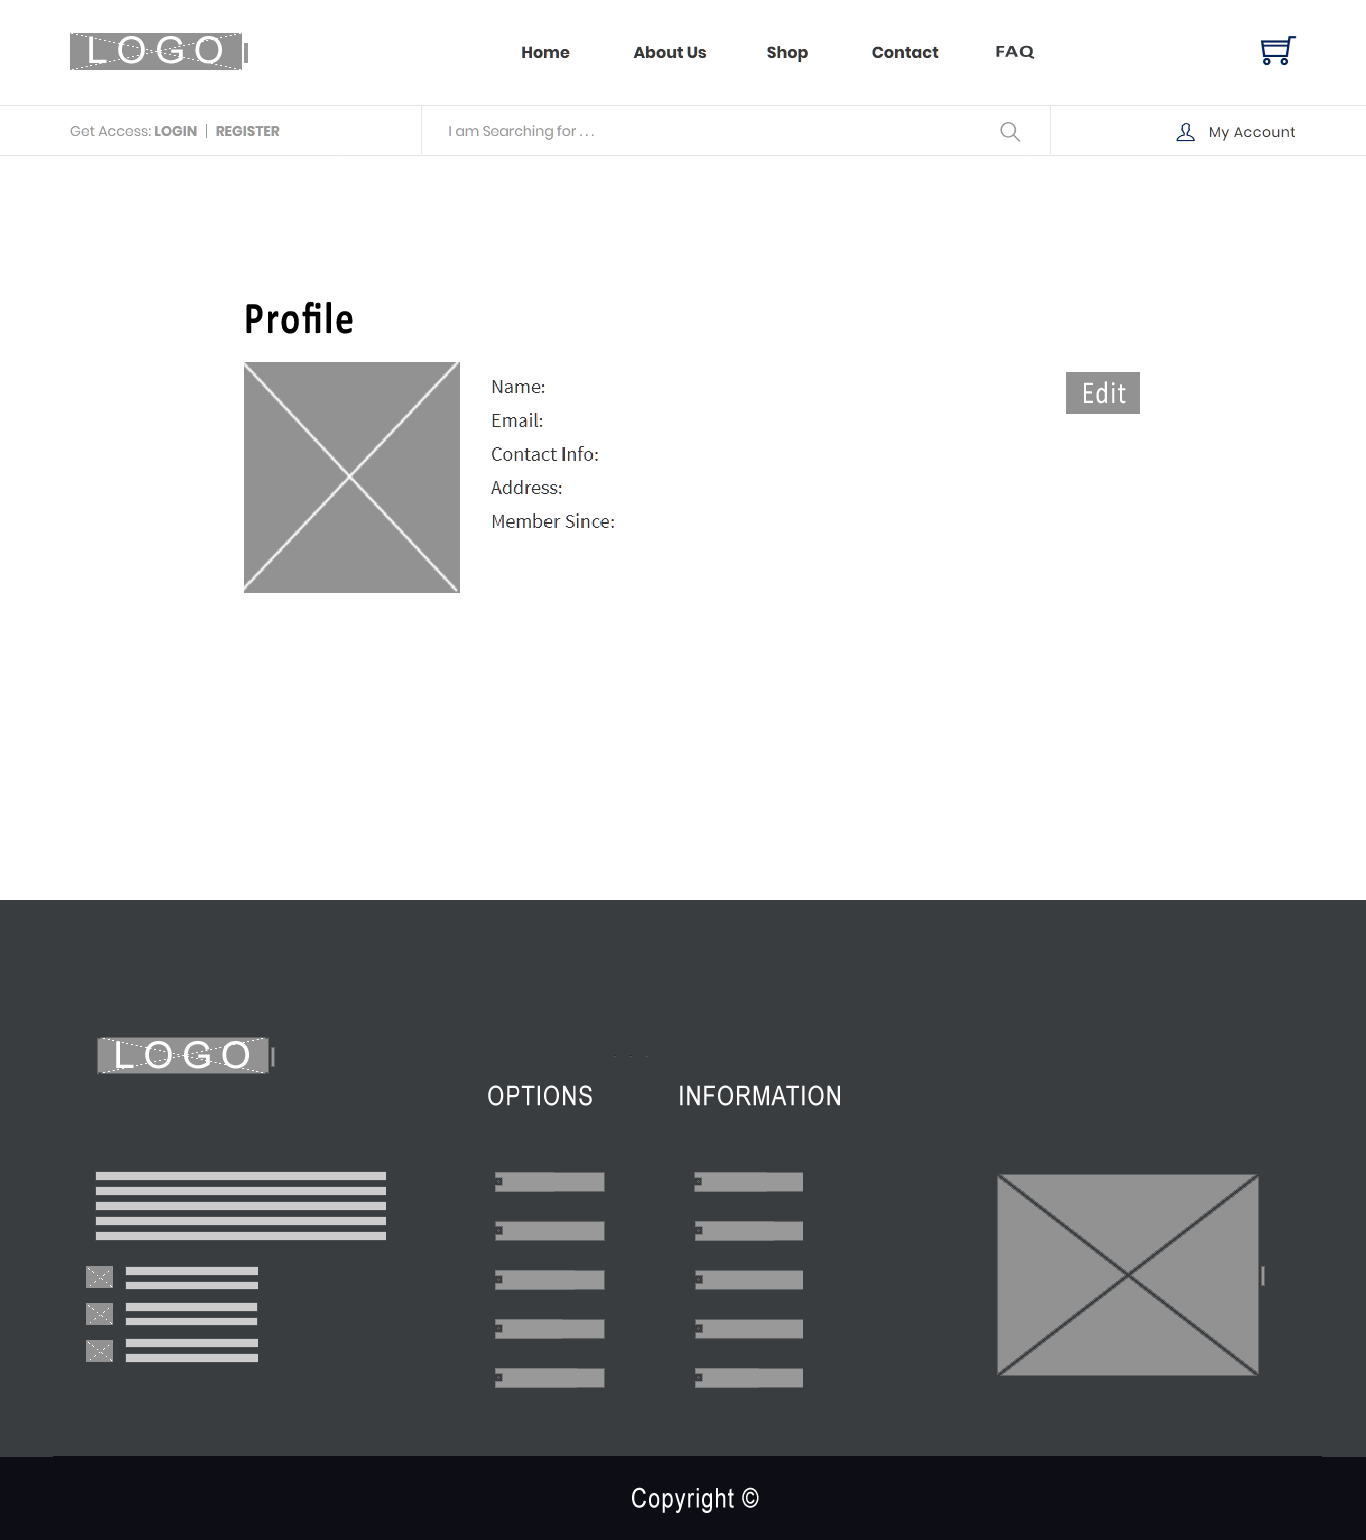 LOGO
Home About Us Shop Contact FAQ
Get Access: LOGIN | REGISTER
I am Searching for . . .
My Account
Profile
Name:
Edit
Email:
Contact Info:
Address:
Member Since:
LOGO
OPTIONS INFORMATION
Copyright ©